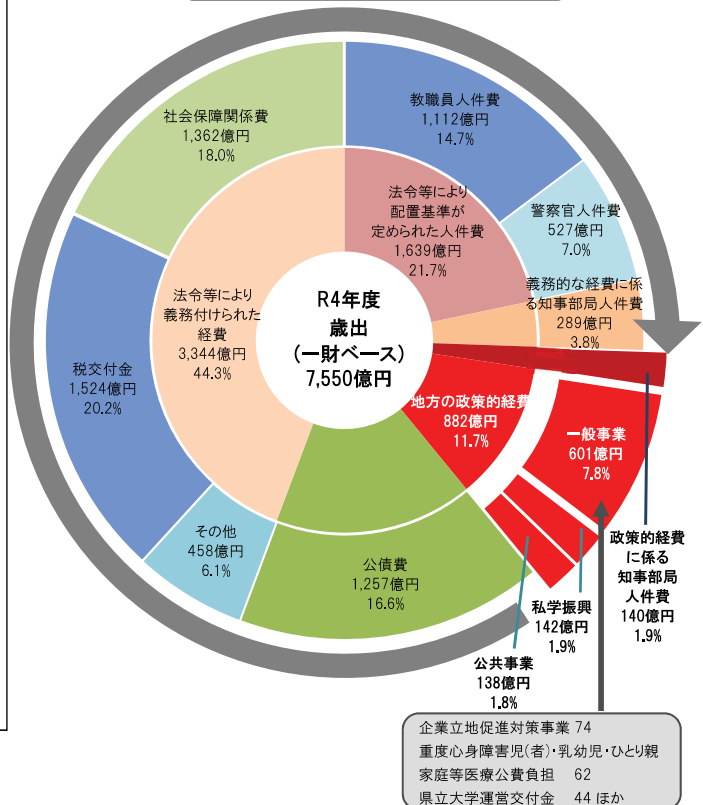 社会保障関係費
1,362億円
18.0%
教職員人件費
1,112億円
14.7%
警察官人件費
527億円
7.0%
義務的な経費に係
る知事部局人件費
289億円
3.8%
法令等により
配置基準が
定められた人件費
1,639億円
21.7%
法令等により
義務付けられた
経費
3,344億円
44.3%
R4年度
歳出
(一財ベース)
7,550億円
税交付金
1,524億円
20.2%
地方の政策的経費
882億円
11.7%
一般事業
601億円
7.8%
その他
458億円
6.1%
公債費
1,257億円
16.6%
政策的経費
に係る
知事部局
人件費
140億円
1.9%
私学振興
142億円
1.9%
公共事業
138億円
1.8%
企業立地促進対策事業 74
重度心身障害児(者)・乳幼児・ひとり親
家庭等医療公費負担 62
県立大学運営交付金 44 ほか